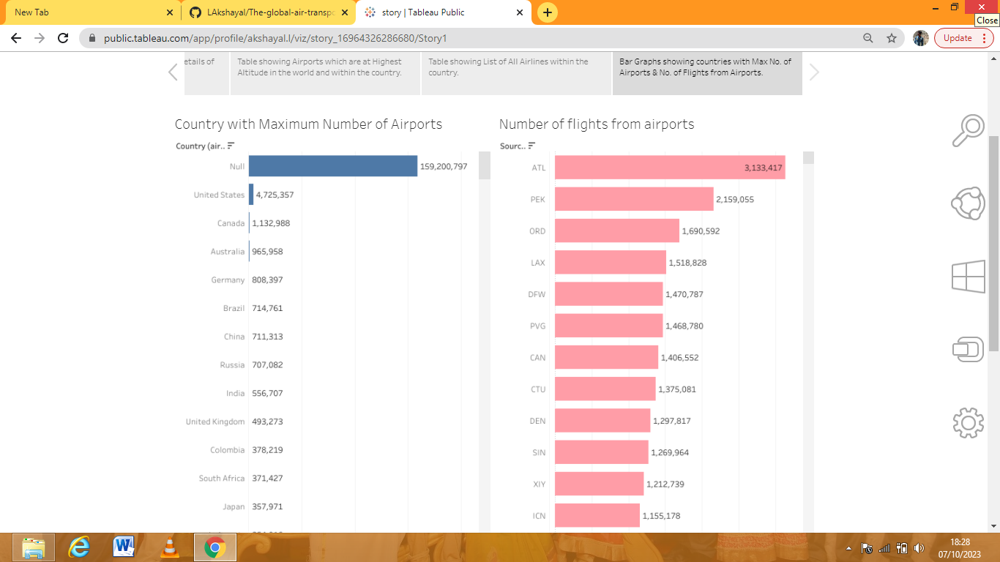 New Tab
LAkshayal/The-global-air-transpo
story | Tableau Public
Close
public.tableau.com/app/profile/akshayal.l/viz/story_16964326286680/Story1
Update
etails of
Table showing Airports which are at Highest
Altitude in the world and within the country.
Table showing List of All Airlines within the
country.
Bar Graphs showing countries with Max No. of
Airports & No. of Flights from Airports.
Country with Maximum Number of Airports
Country (air..
Null 159,200,797
United States 4,725,357
Canada 1,132,988
Australia 965,958
Germany 808,397
Brazil 714,761
China 711,313
Russia 707,082
India 556,707
United Kingdom 493,273
Colombia 378,219
South Africa 371,427
Japan 357,971
Number of flights from airports
Sourc..
ATL 3,133,417
PEK 2,159,055
ORD 1,690,592
LAX 1,518,828
DFW 1,470,787
PVG 1,468,780
CAN 1,406,552
CTU 1,375,081
DEN 1,297,817
SIN 1,269,964
XIY 1,212,739
ICN 1,155,178
18:28
07/10/2023